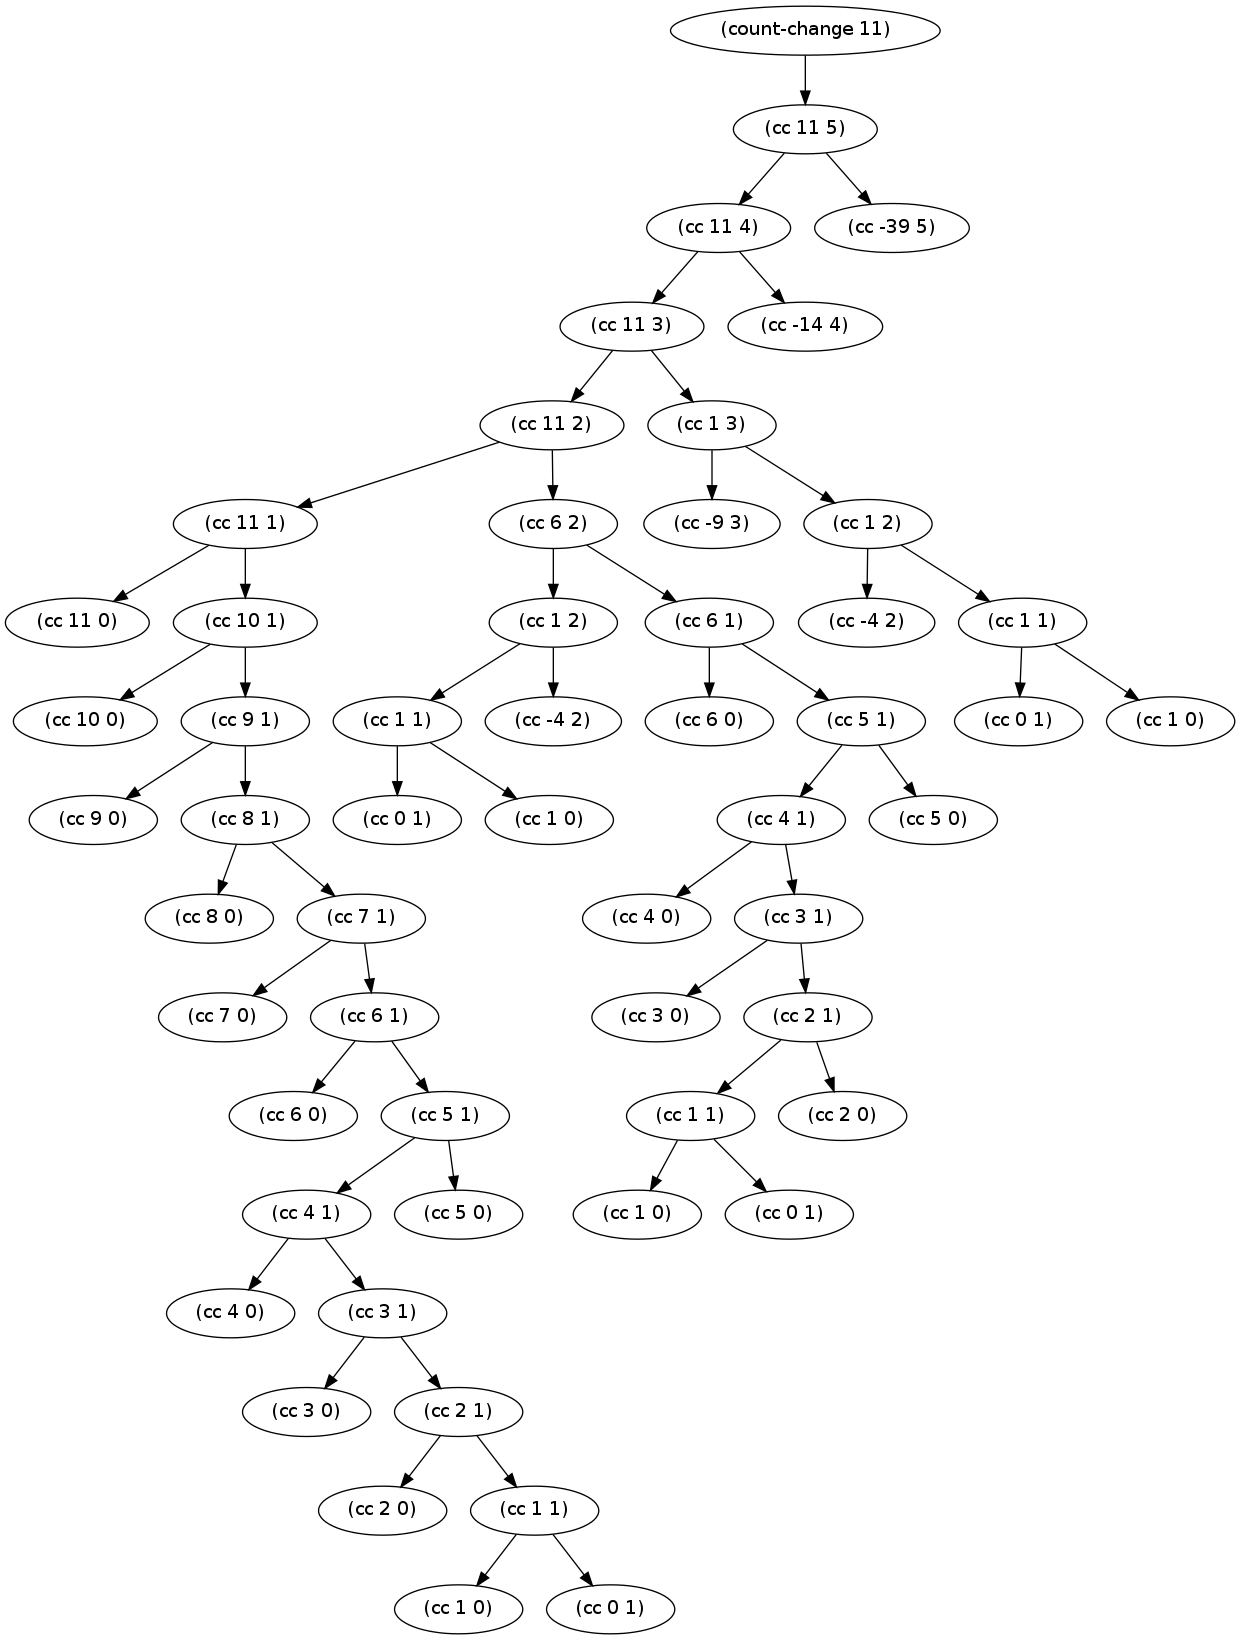 (count-change 11)
(cc 11 5)
(cc 11 4)
(cc -39 5)
(cc 11 3)
(cc -14 4)
(cc 11 2)
(cc 1 3)
(cc 11 1)
(cc 6 2)
(cc -9 3)
(cc 1 2)
(cc 11 0)
(cc 10 1)
(cc 1 2)
(cc 6 1)
(cc -4 2)
(cc 1 1)
(cc 10 0)
(cc 9 1)
(cc 1 1)
(cc -4 2)
(cc 6 0)
(cc 5 1)
(cc 0 1)
(cc 1 0)
(cc 9 0)
(cc 8 1)
(cc 0 1)
(cc 1 0)
(cc 4 1)
(cc 5 0)
(cc 8 0)
(cc 7 1)
(cc 4 0)
(cc 3 1)
(cc 7 0)
(cc 6 1)
(cc 3 0)
(cc 2 1)
(cc 6 0)
(cc 5 1)
(cc 1 1)
(cc 2 0)
(cc 4 1)
(cc 5 0)
(cc 1 0)
(cc 0 1)
(cc 4 0)
(cc 3 1)
(cc 3 0)
(cc 2 1)
(cc 2 0)
(cc 1 1)
(cc 1 0)
(cc 0 1)